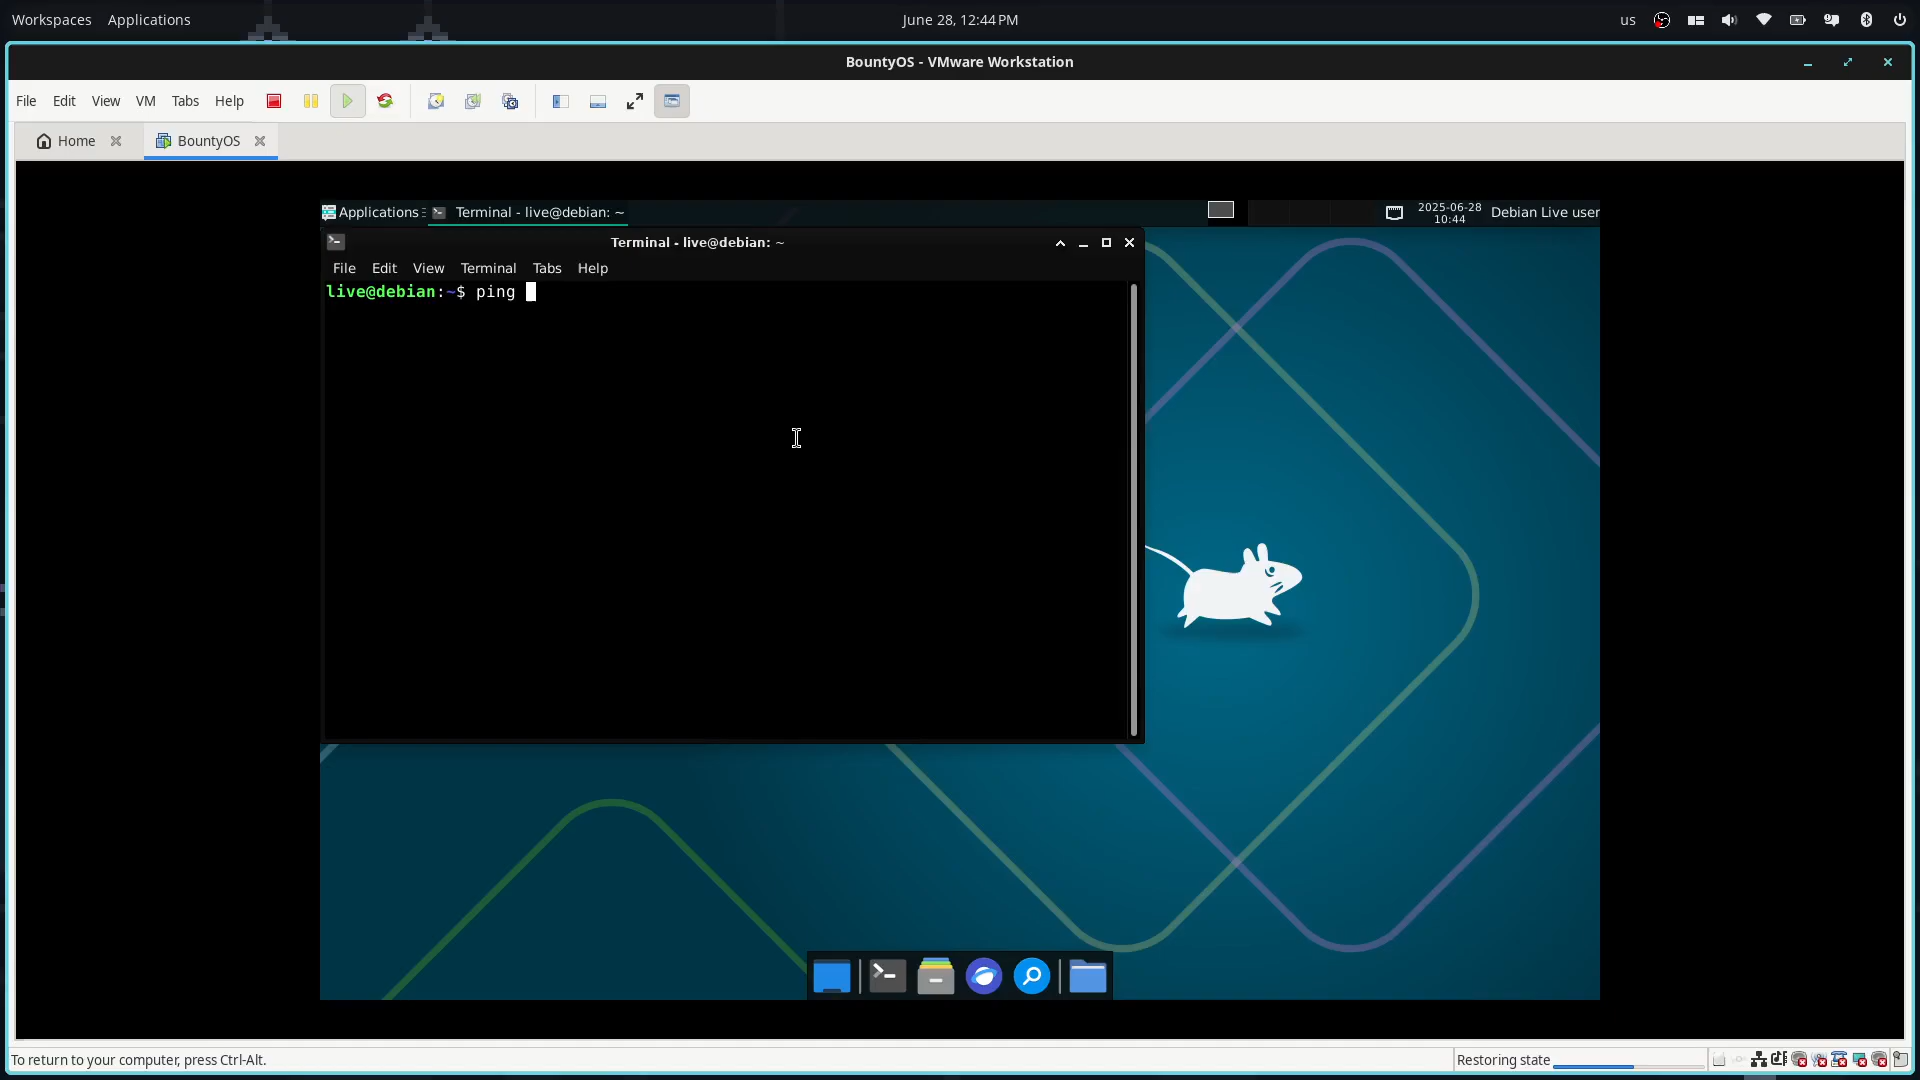 Workspaces Applications June 28, 12:44 PM us
BountyOS - VMware Workstation
File Edit View VM Tabs Help
Home BountyOS
Applications Terminal - live@debian: ~ 2025-06-28 Debian Live user
10:44
Terminal - live@debian: ~
File Edit View Terminal Tabs Help
live@debian:~$ ping
To return to your computer, press Ctrl-Alt. Restoring state